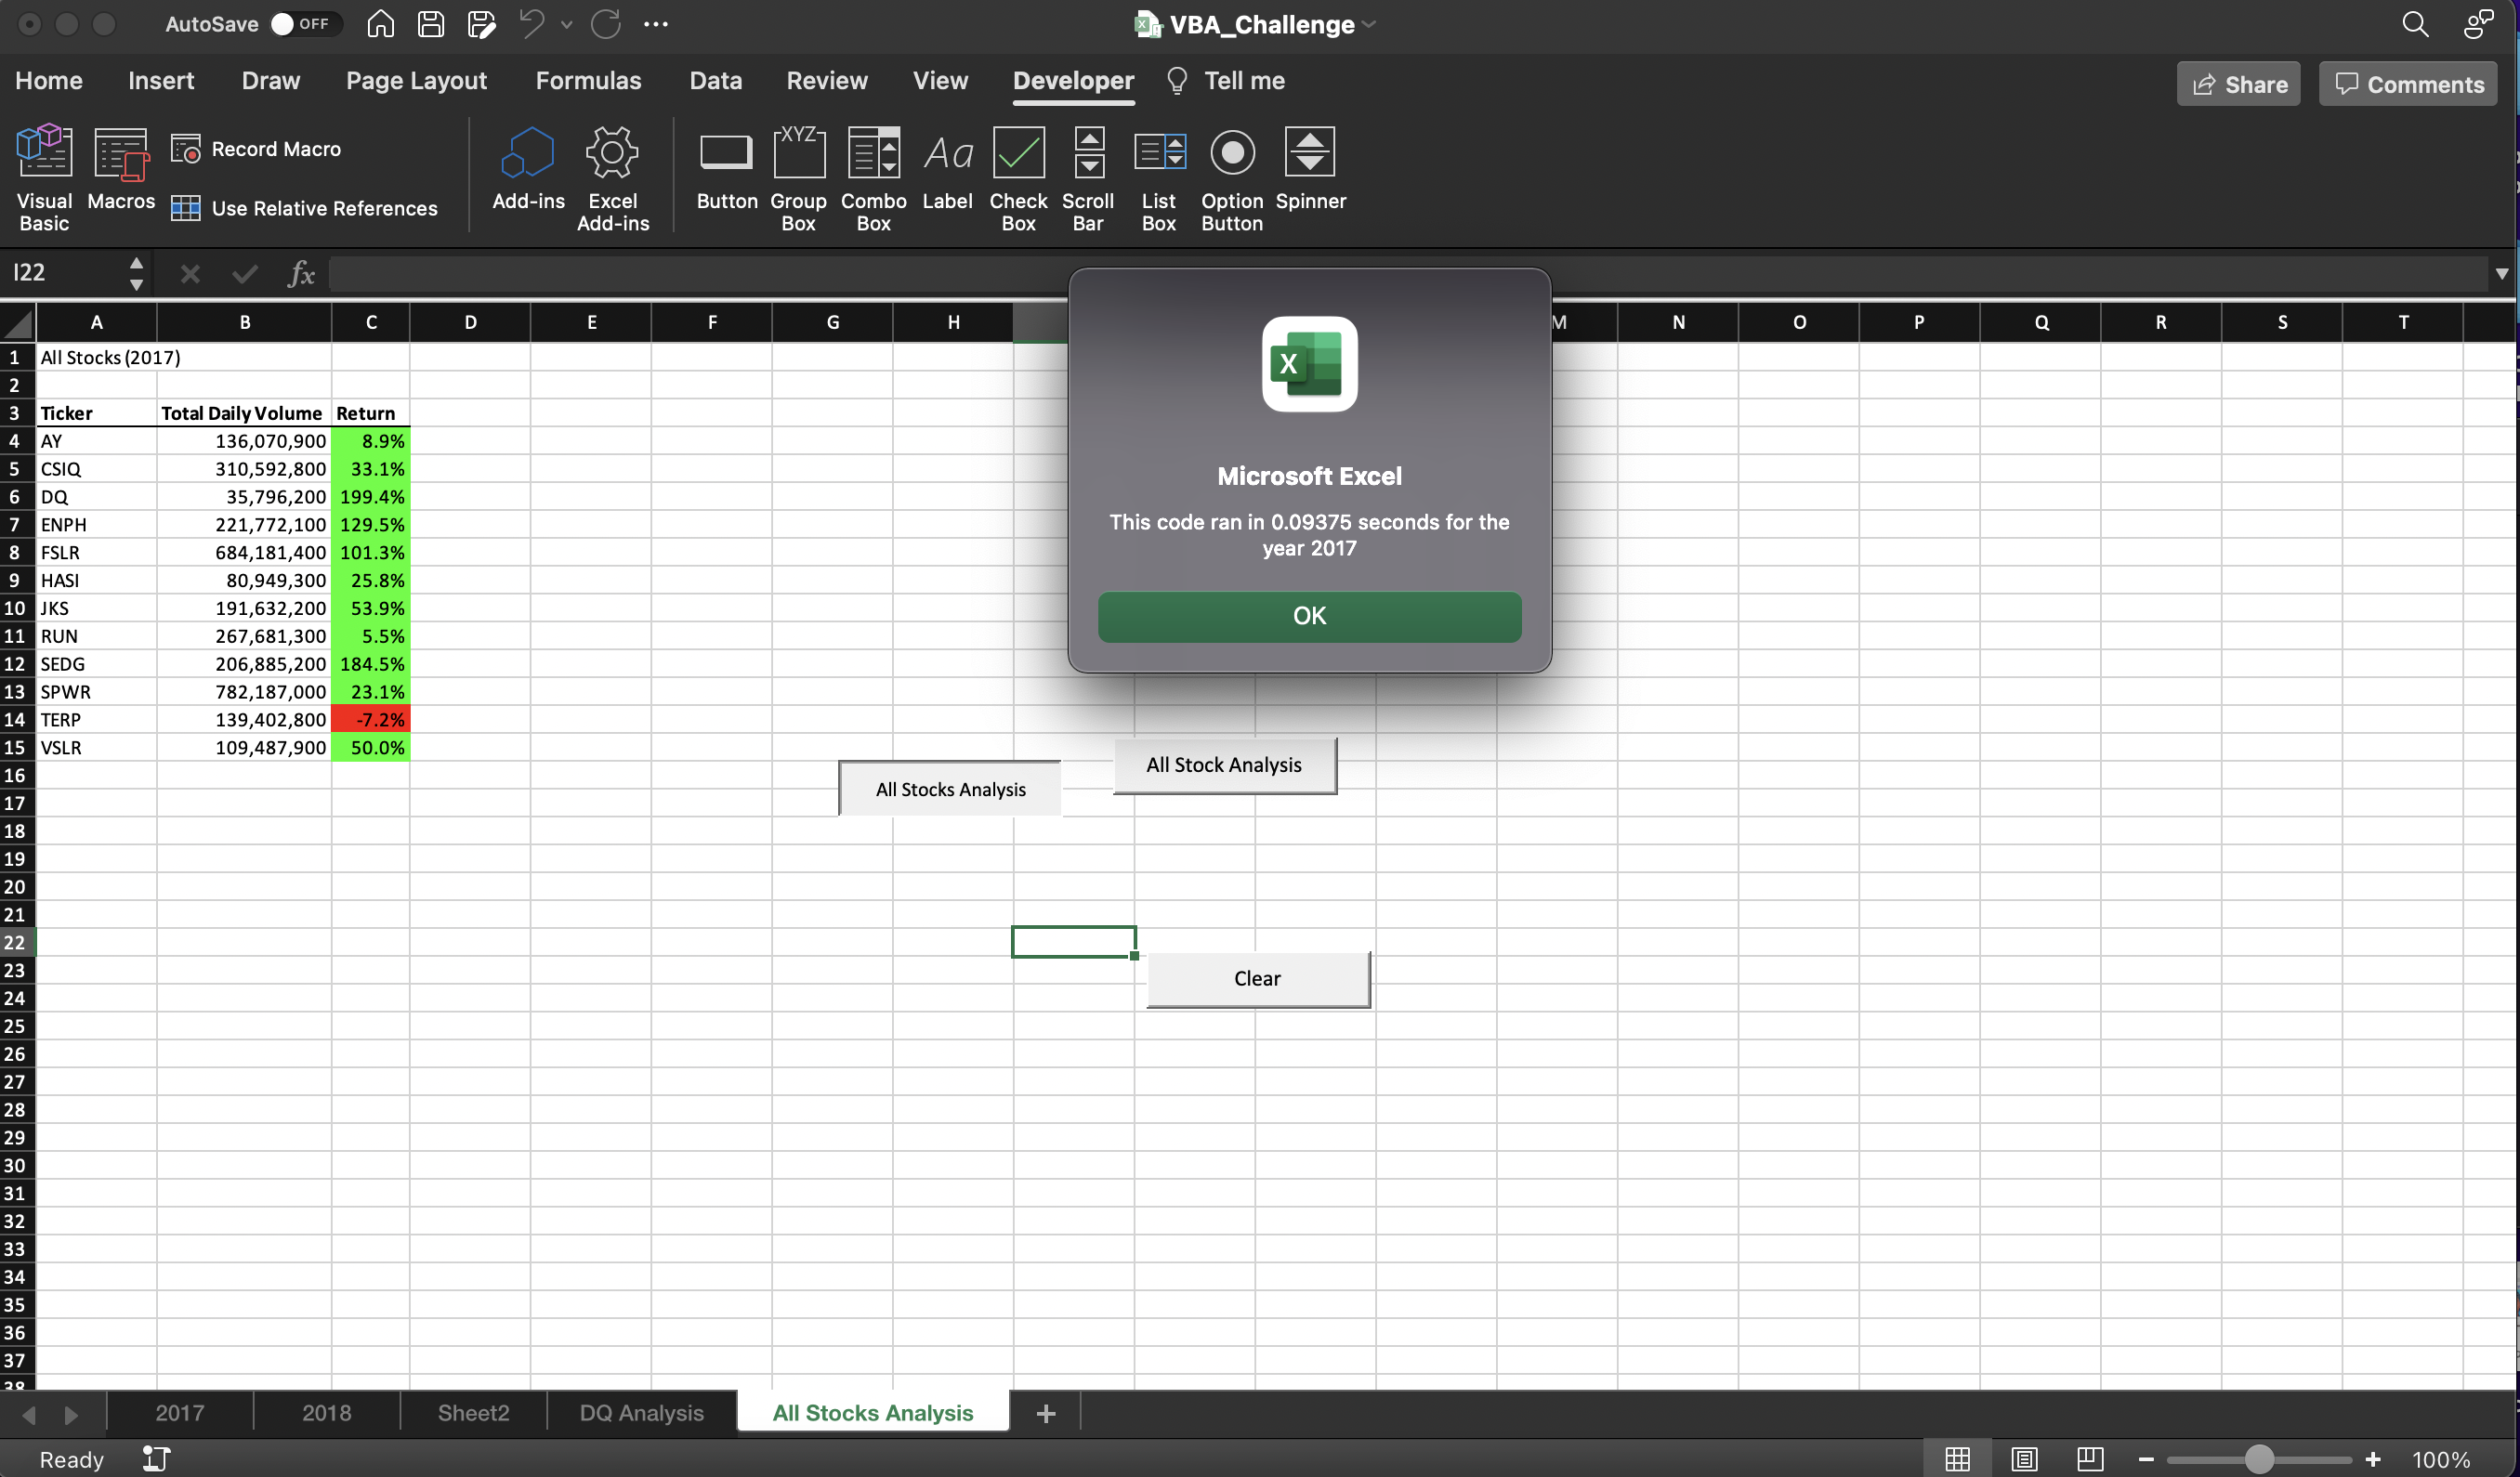 AutoSave OFF
VBA_Challenge
Home Insert Draw Page Layout Formulas Data Review View Developer Tell me
Share Comments
Visual Basic
Macros
Record Macro
Use Relative References
Add-ins
Excel Add-ins
Button
XYZ
Group Box
Combo Box
Aa
Label
Check Box
Scroll Bar
List Box
Option Button
Spinner
I22
fx
A B C D E F G H M N O P Q R S T
1 All Stocks (2017)
2
3 Ticker Total Daily Volume Return
4 AY 136,070,900 8.9%
5 CSIQ 310,592,800 33.1%
6 DQ 35,796,200 199.4%
7 ENPH 221,772,100 129.5%
8 FSLR 684,181,400 101.3%
9 HASI 80,949,300 25.8%
10 JKS 191,632,200 53.9%
11 RUN 267,681,300 5.5%
12 SEDG 206,885,200 184.5%
13 SPWR 782,187,000 23.1%
14 TERP 139,402,800 -7.2%
15 VSLR 109,487,900 50.0%
16
17
18
19
20
21
22
23
24
25
26
27
28
29
30
31
32
33
34
35
36
37
38
X
Microsoft Excel
This code ran in 0.09375 seconds for the
year 2017
OK
All Stocks Analysis
All Stock Analysis
Clear
2017 2018 Sheet2 DQ Analysis All Stocks Analysis +
Ready
100%